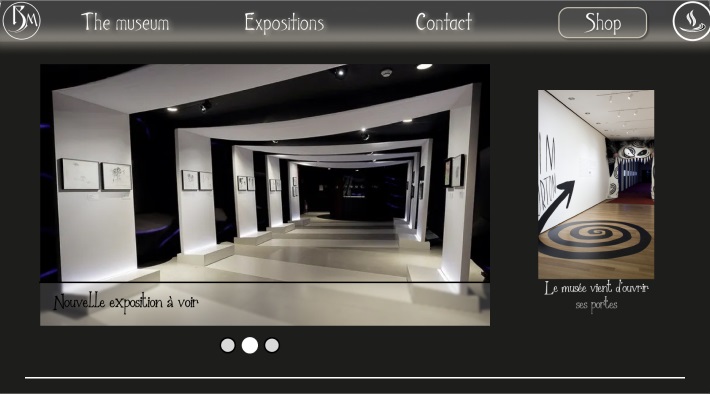 BM
The museum
Expositions
Contact
Shop
Nouvelle exposition à voir
Le musée vient d'ouvrir
ses portes